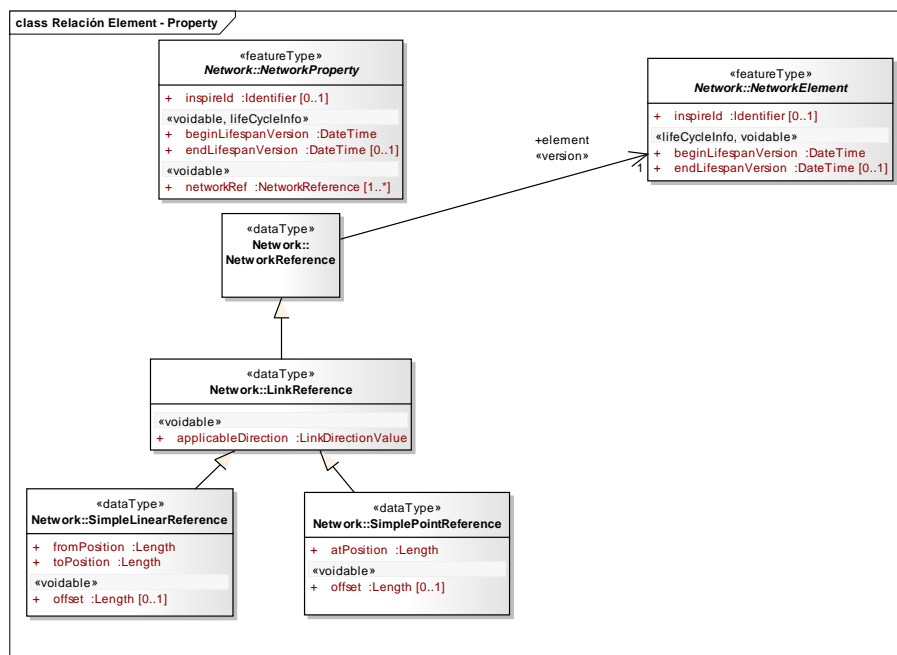 class Relación Element - Property
«featureType»
Network::NetworkProperty
+ inspireId :Identifier [0..1]
«voidable, lifeCycleInfo»
+ beginLifespanVersion :DateTime
+ endLifespanVersion :DateTime [0..1]
«voidable»
+ networkRef :NetworkReference [1..*]
«featureType»
Network::NetworkElement
+ inspireId :Identifier [0..1]
«lifeCycleInfo, voidable»
+ beginLifespanVersion :DateTime
+ endLifespanVersion :DateTime [0..1]
+element
«version»
1
«dataType»
Network::
NetworkReference
«dataType»
Network::LinkReference
«voidable»
+ applicableDirection :LinkDirectionValue
«dataType»
Network::SimpleLinearReference
+ fromPosition :Length
+ toPosition :Length
«voidable»
+ offset :Length [0..1]
«dataType»
Network::SimplePointReference
+ atPosition :Length
«voidable»
+ offset :Length [0..1]